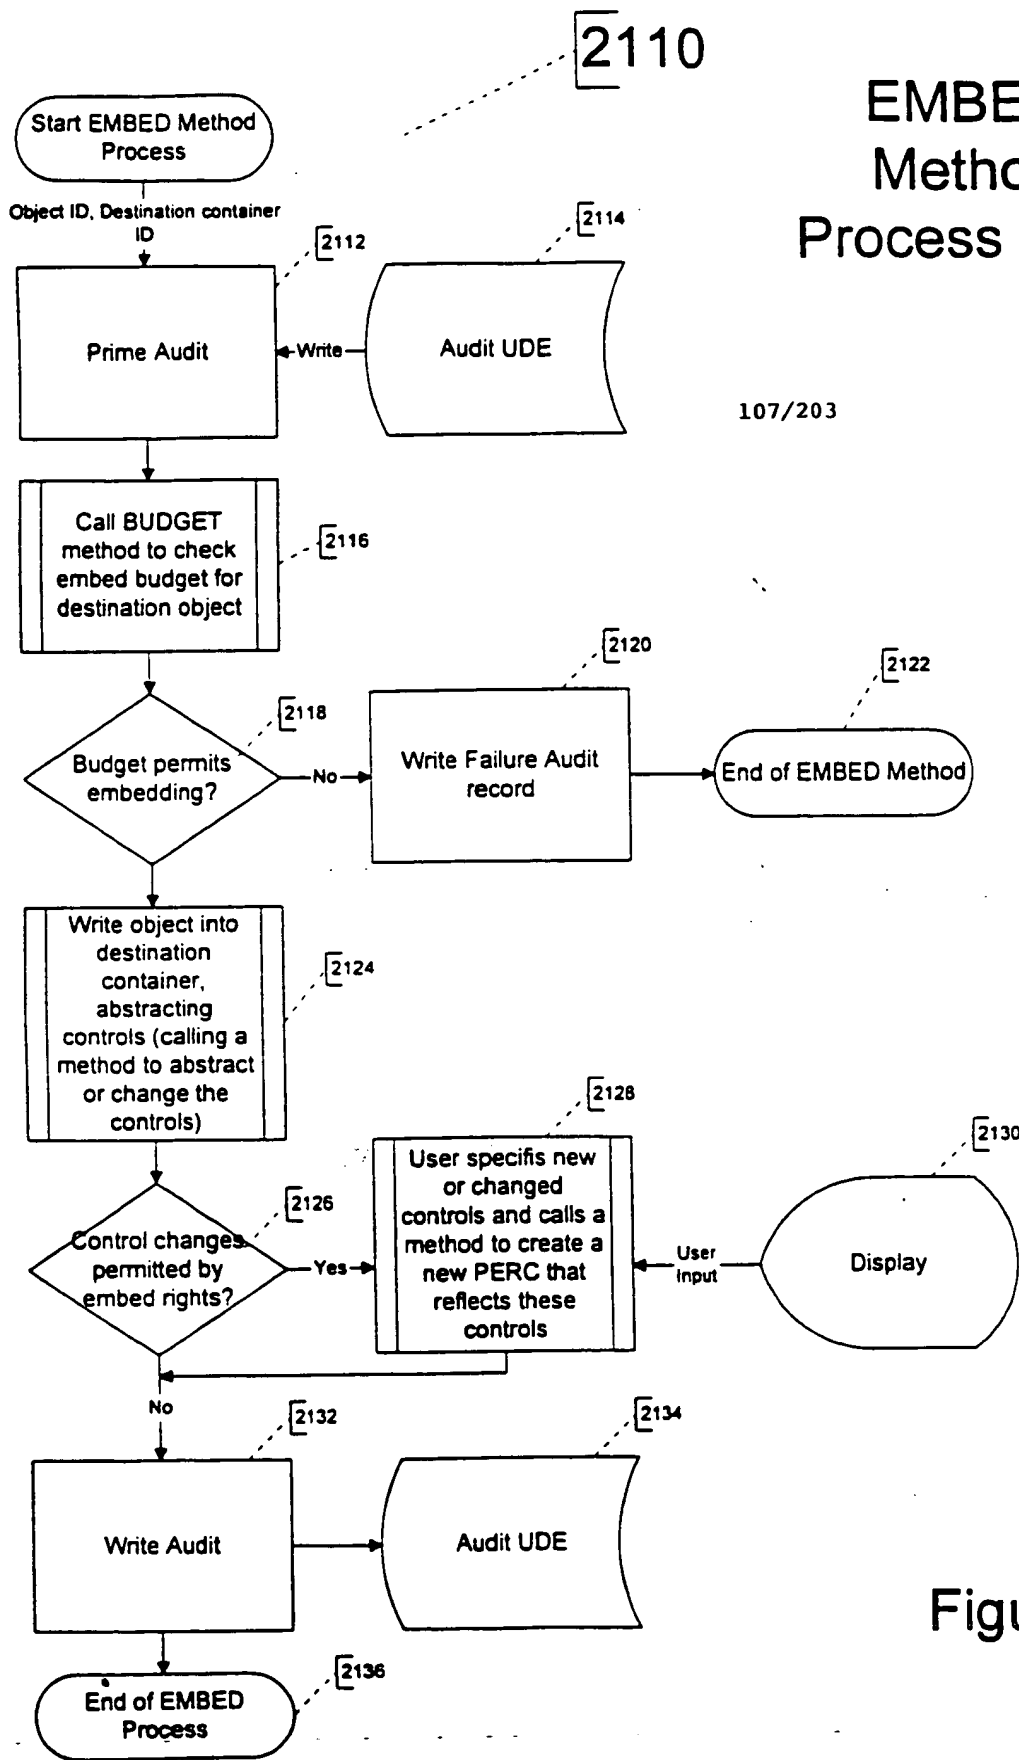 2110
EMBE
Metho
Process
Start EMBED Method
Process
Object ID, Destination container
ID
2112
2114
Prime Audit
Write
Audit UDE
107/203
Call BUDGET
method to check
embed budget for
destination object
2116
2118
Budget permits
embedding?
No
2120
Write Failure Audit
record
2122
End of EMBED Method
Write object into
destination
container,
abstracting
controls (calling a
method to abstract
or change the
controls)
2124
2126
Control changes
permitted by
embed rights?
Yes
2128
User specifis new
or changed
controls and calls a
method to create a
new PERC that
reflects these
controls
User
Input
2130
Display
No
2132
Write Audit
2134
Audit UDE
Figu
2136
End of EMBED
Process